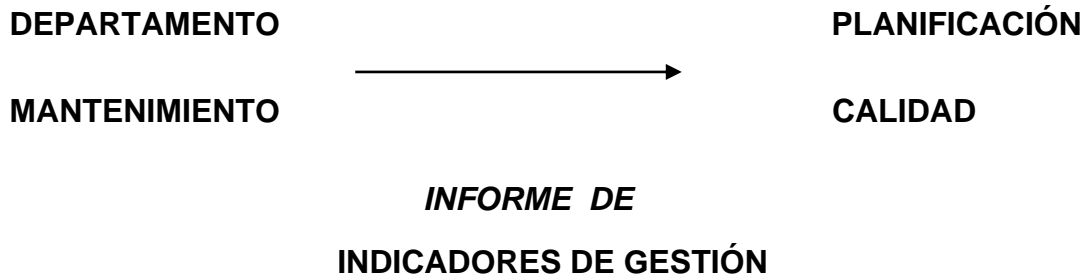 DEPARTAMENTO PLANIFICACIÓN
MANTENIMIENTO CALIDAD
INFORME DE
INDICADORES DE GESTIÓN